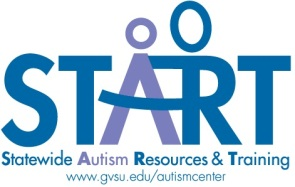 START
Statewide Autism Resources & Training
www.gvsu.edu/autismcenter